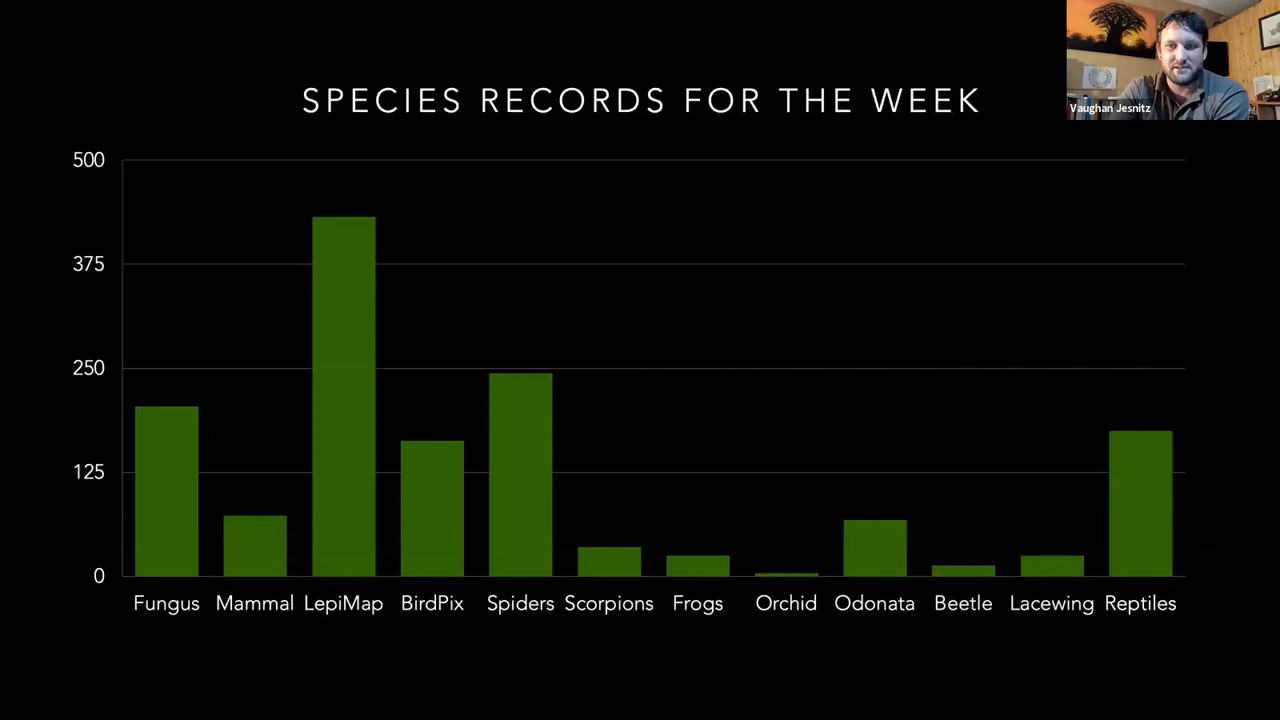 SPECIES RECORDS FOR THE WEEK
Vaughan Jesnitz
500
375
250
125
0
Fungus Mammal LepiMap BirdPix Spiders Scorpions Frogs Orchid Odonata Beetle Lacewing Reptiles